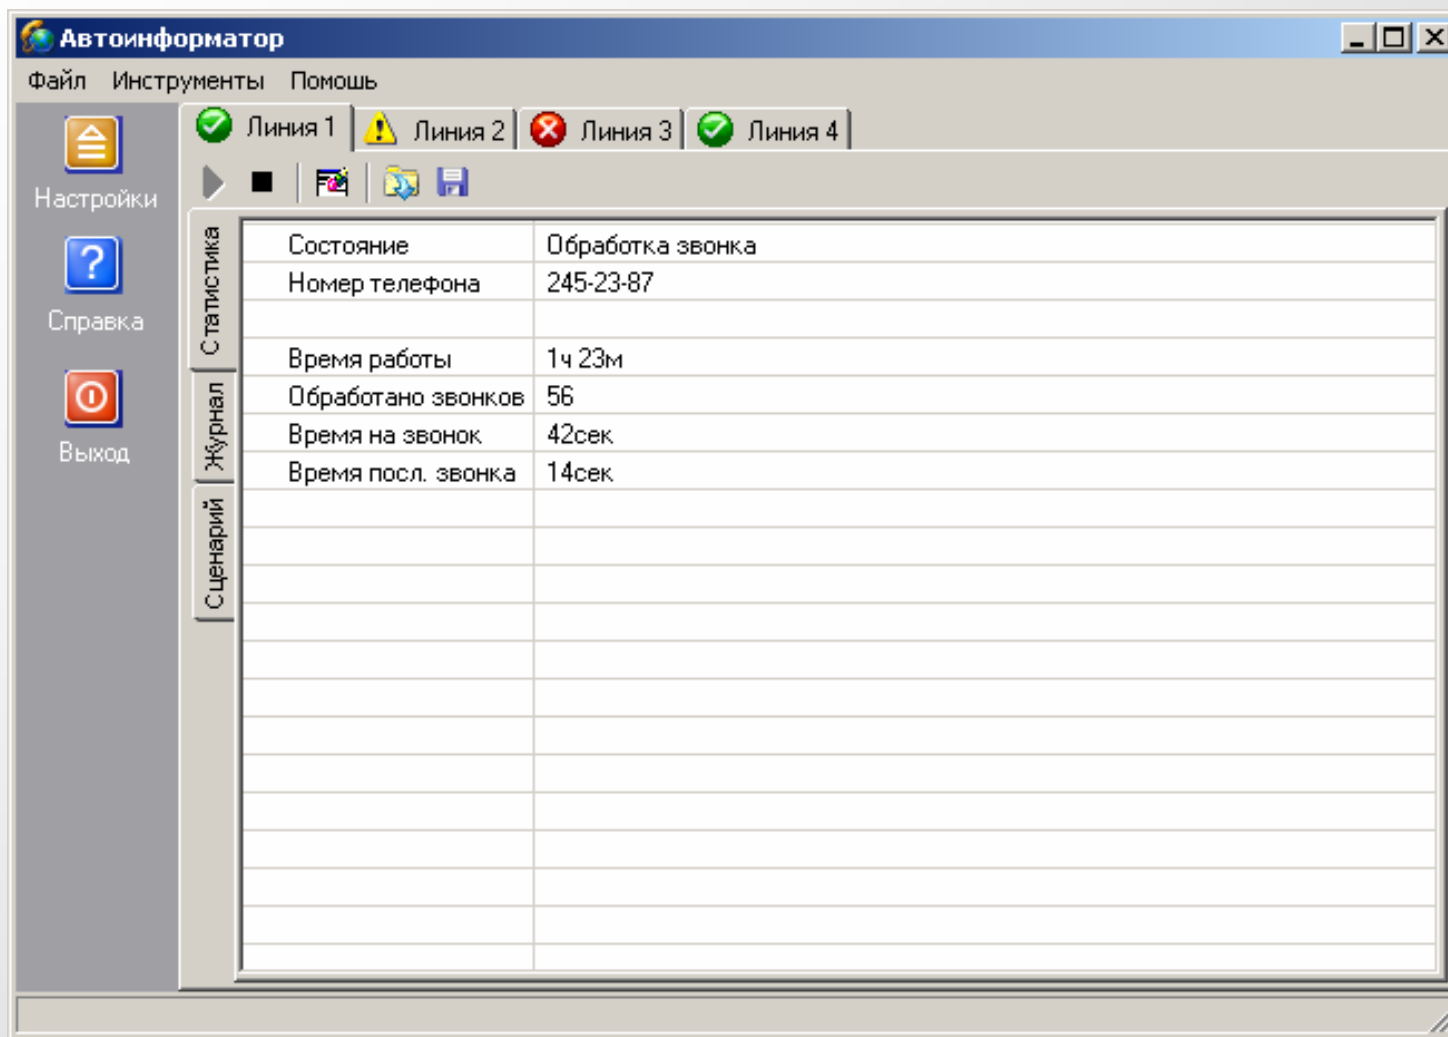 Автоинформатор
Файл Инструменты Помошь
Линия 1 Линия 2 Линия 3 Линия 4
Настройки
Справка
Выход
Статистика
Журнал
Сценарий
Состояние Обработка звонка
Номер телефона 245-23-87
Время работы 1ч 23м
Обработано звонков 56
Время на звонок 42сек
Время посл. звонка 14сек